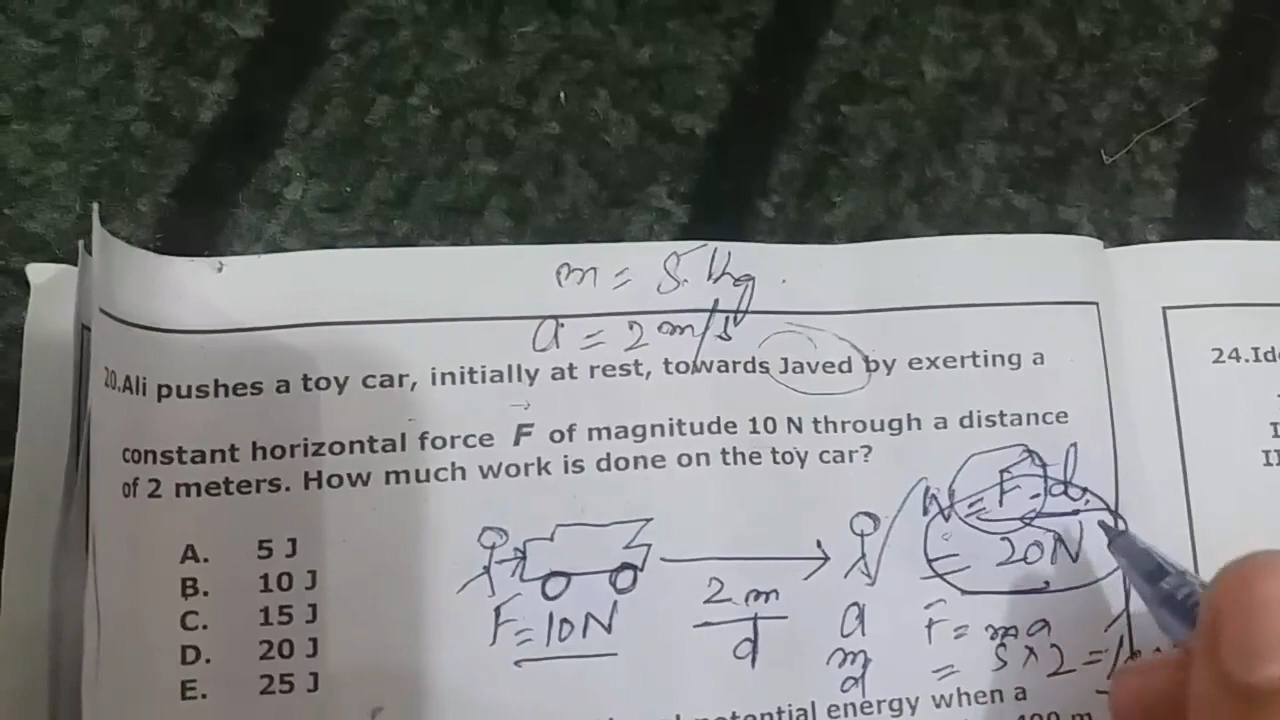 m = 5 kg.
a = 2 m/s
20.Ali pushes a toy car, initially at rest, towards Javed by exerting a
constant horizontal force F of magnitude 10 N through a distance
of 2 meters. How much work is done on the toy car?
A. 5 J
B. 10 J
C. 15 J
D. 20 J
E. 25 J
F=10N
2 m
d
W = F.d.
= 20N
a
m
d
F = ma
= 5 x 2 =
potential energy when a
24.Id
I
II